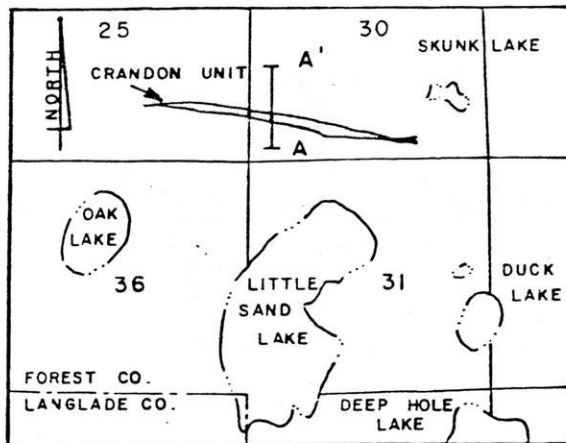 25
30
NORTH
CRANDON UNIT
A'
A
SKUNK LAKE
OAK
LAKE
36
LITTLE
SAND
LAKE
31
DUCK
LAKE
FOREST CO.
LANGLADE CO.
DEEP HOLE
LAKE